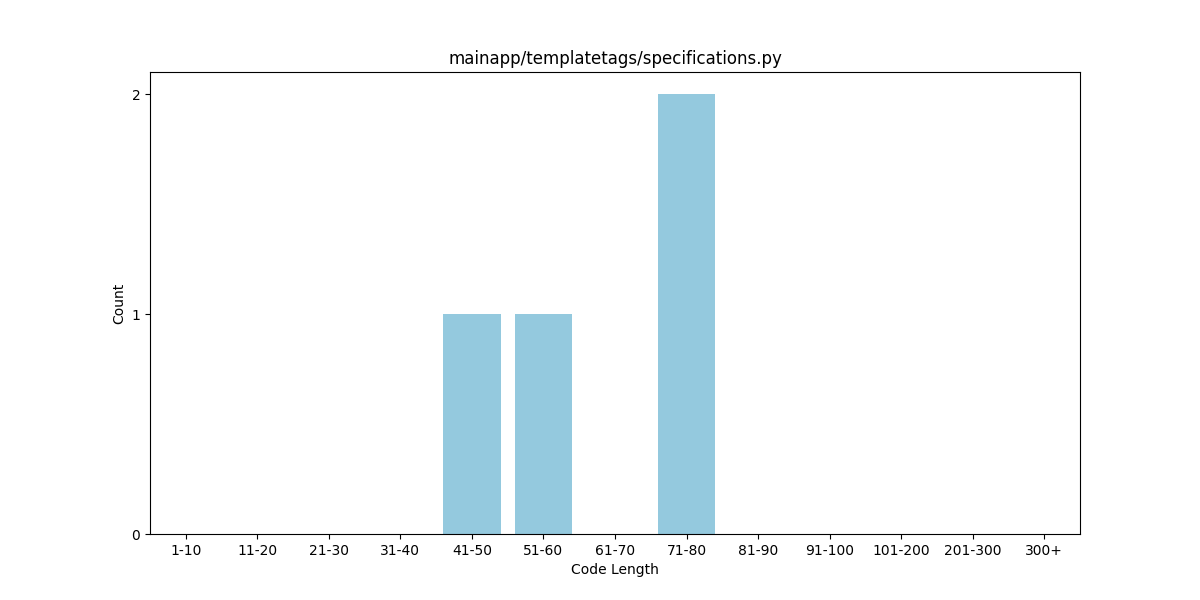 mainapp/templatetags/specifications.py
2
1
0
Count
1-10 11-20 21-30 31-40 41-50 51-60 61-70 71-80 81-90 91-100 101-200 201-300 300+
Code Length